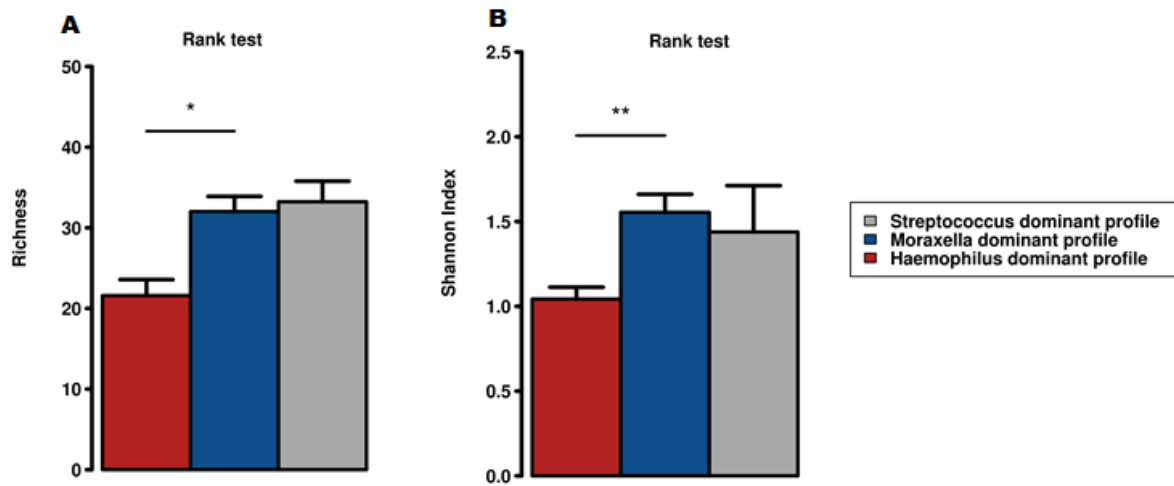 A
Rank test
Richness
50
40
30
20
10
0
*
B
Rank test
Shannon Index
2.5
2.0
1.5
1.0
0.5
0.0
**
Streptococcus dominant profile
Moraxella dominant profile
Haemophilus dominant profile